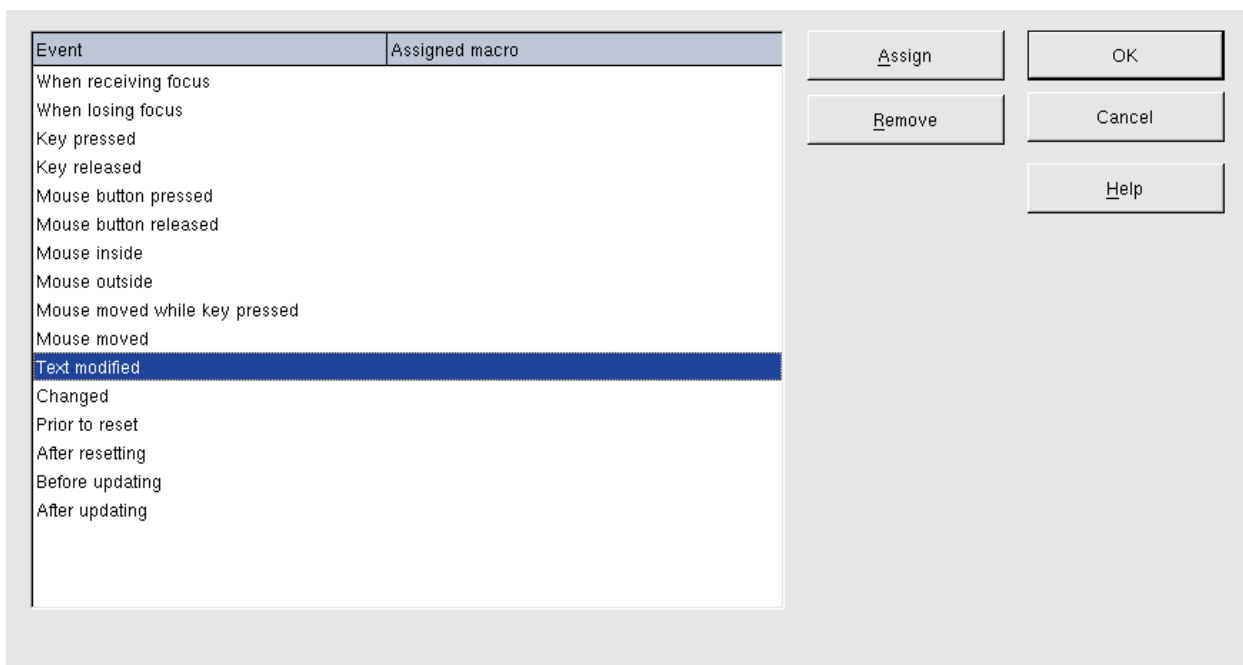 Event Assigned macro
When receiving focus
When losing focus
Key pressed
Key released
Mouse button pressed
Mouse button released
Mouse inside
Mouse outside
Mouse moved while key pressed
Mouse moved
Text modified
Changed
Prior to reset
After resetting
Before updating
After updating
Assign
Remove
OK
Cancel
Help